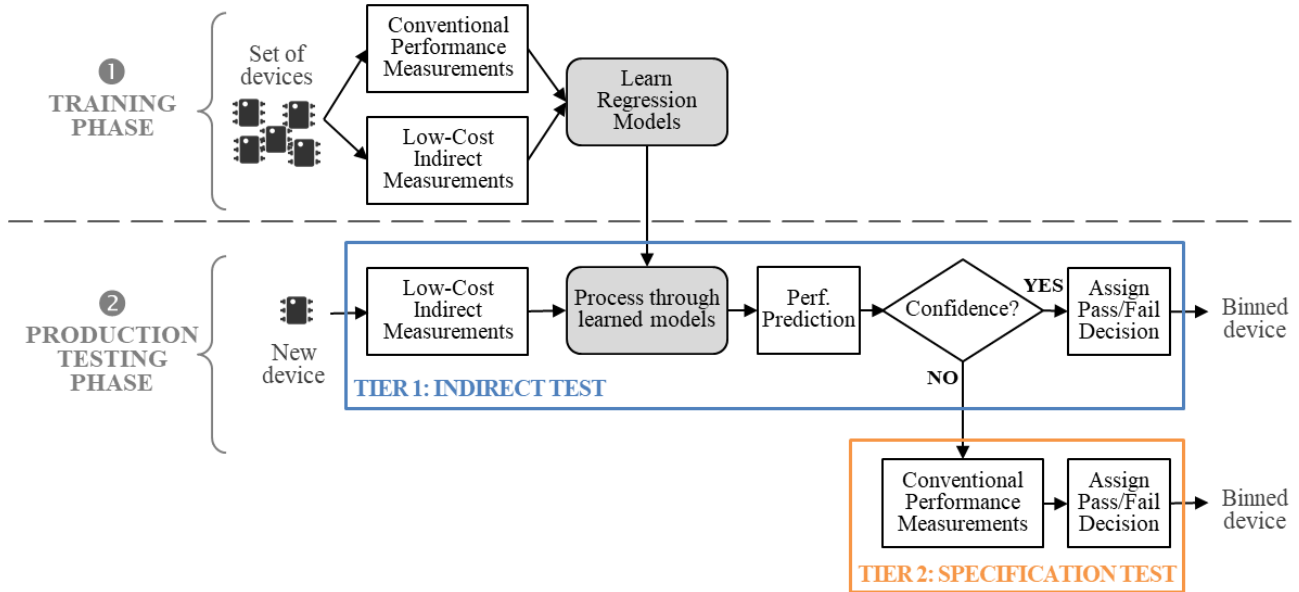 ❶
TRAINING
PHASE
Set of
devices
Conventional
Performance
Measurements
Low-Cost
Indirect
Measurements
Learn
Regression
Models
❷
PRODUCTION
TESTING
PHASE
New
device
Low-Cost
Indirect
Measurements
Process through
learned models
Perf.
Prediction
Confidence?
YES
NO
Assign
Pass/Fail
Decision
Binned
device
TIER 1: INDIRECT TEST
Conventional
Performance
Measurements
Assign
Pass/Fail
Decision
Binned
device
TIER 2: SPECIFICATION TEST